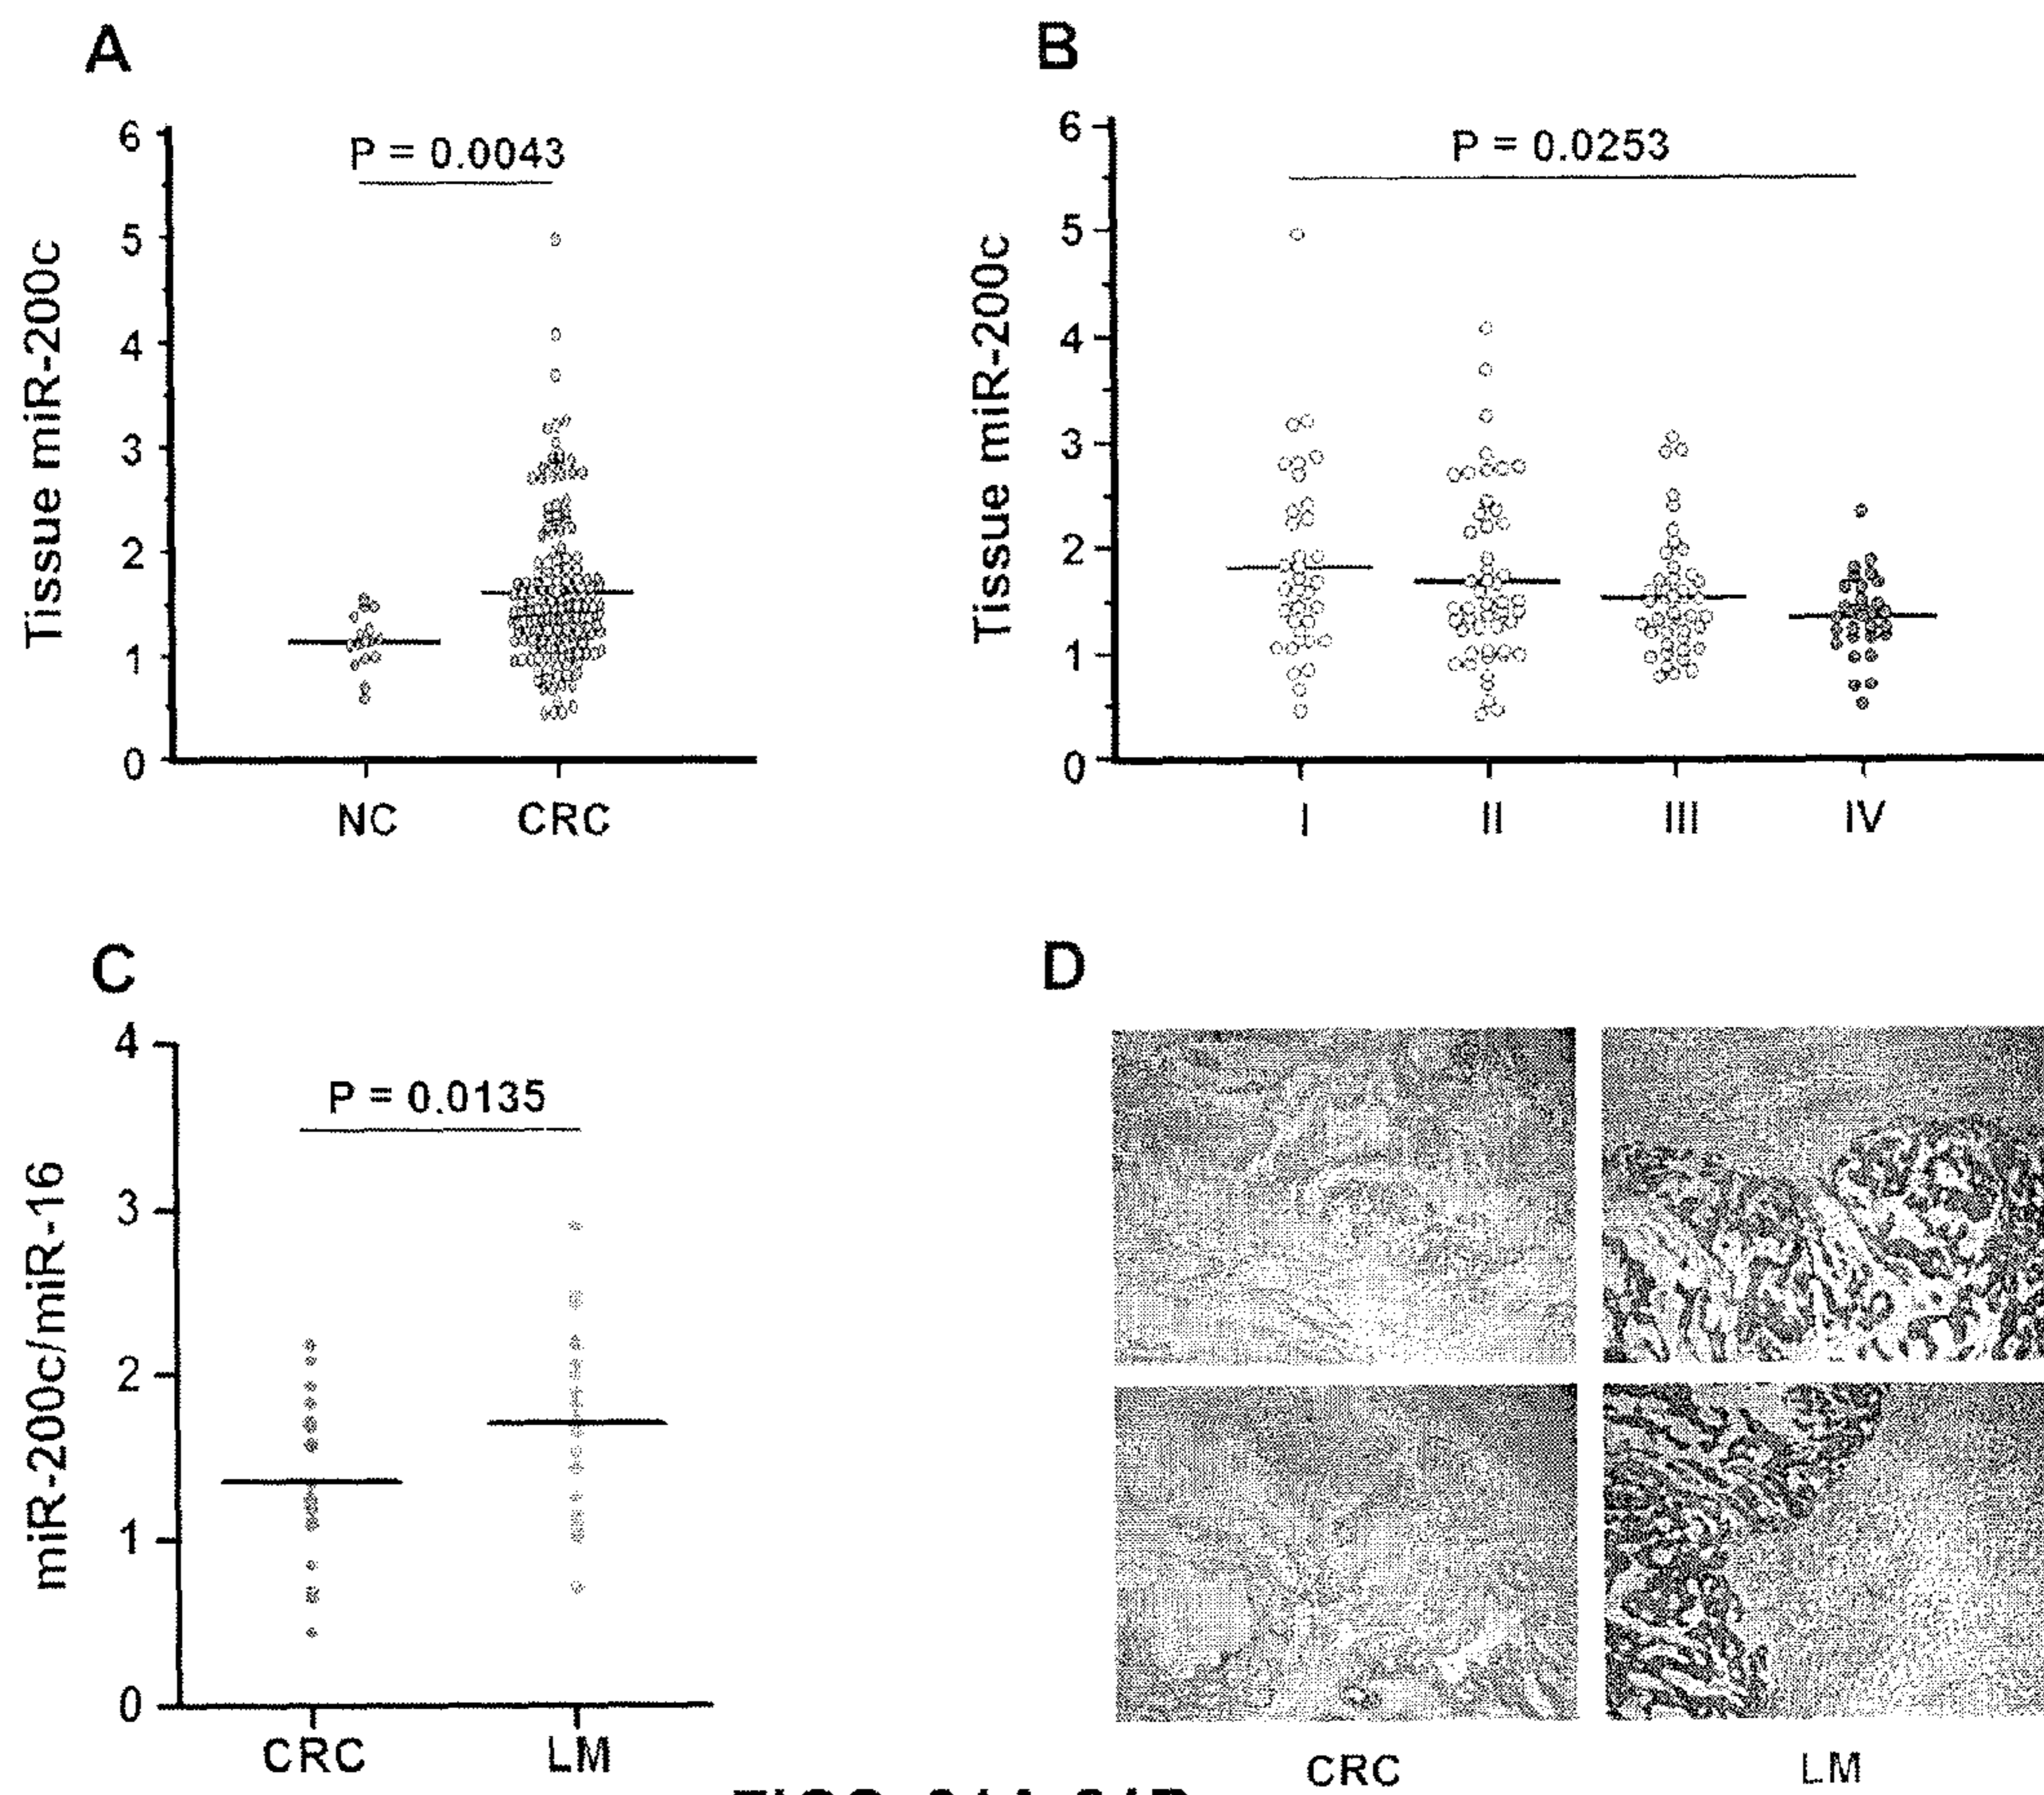 A
P = 0.0043
Tissue miR-200c
6
5
4
3
2
1
0
NC CRC
B
P = 0.0253
Tissue miR-200c
6
5
4
3
2
1
0
I II III IV
C
P = 0.0135
miR-200c/miR-16
4
3
2
1
0
CRC LM
D
CRC LM